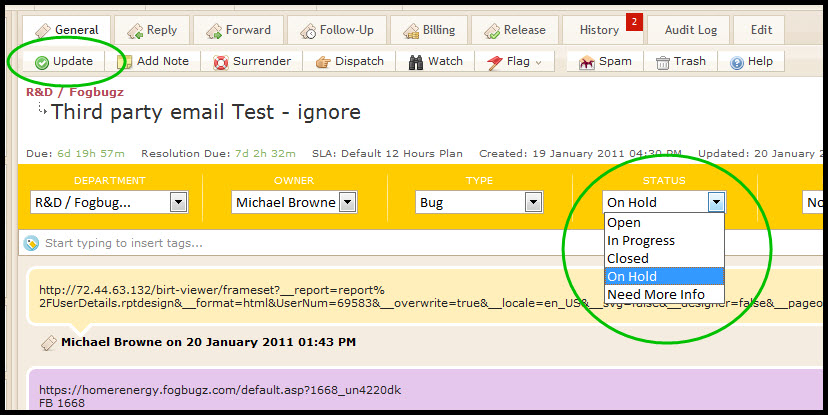 General Reply Forward Follow-Up Billing Release History 2 Audit Log Edit
Update Add Note Surrender Dispatch Watch Flag Spam Trash Help
R&D / Fogbugz
Third party email Test - ignore
Due: 6d 19h 57m Resolution Due: 7d 2h 32m SLA: Default 12 Hours Plan Created: 19 January 2011 04:30 PM Updated: 20 January
DEPARTMENT OWNER TYPE STATUS
R&D / Fogbug... Michael Browne Bug On Hold No
Open
In Progress
Closed
On Hold
Need More Info
Start typing to insert tags...
http://72.44.63.132/birt-viewer/frameset?__report=report%
2FUserDetails.rptdesign&__format=html&UserNum=69583&__overwrite=true&__locale=en_US&__svg=false&__designer=false&__pageo
Michael Browne on 20 January 2011 01:43 PM
https://homerenergy.fogbugz.com/default.asp?1668_un4220dk
FB 1668